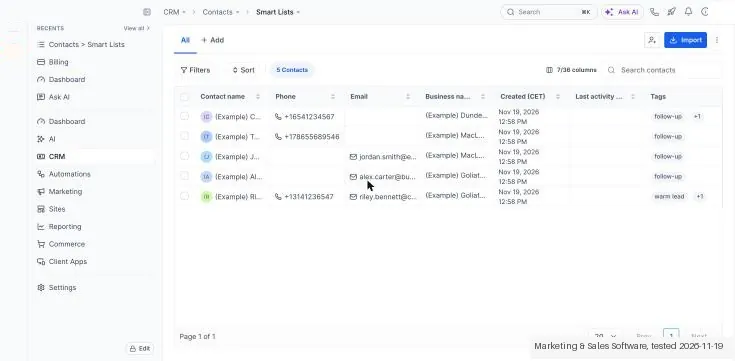 CRM Contacts Smart Lists
Search ⌘K Ask AI
RECENTS View all
Contacts > Smart Lists
Billing
Dashboard
Ask AI
Dashboard
AI
CRM
Automations
Marketing
Sites
Reporting
Commerce
Client Apps
Settings
Edit
All + Add
Import
Filters Sort 5 Contacts
7/36 columns Search contacts
Contact name Phone Email Business na... Created (CET) Last activity ... Tags
(Example) C... +16541234567 (Example) Dunde... Nov 19, 2026 12:58 PM follow-up +1
(Example) T... +178655689546 (Example) MacL... Nov 19, 2026 12:58 PM follow-up
(Example) J... jordan.smith@e... (Example) MacL... Nov 19, 2026 12:58 PM follow-up
(Example) Al... alex.carter@bu... (Example) Goliat... Nov 19, 2026 12:58 PM follow-up
(Example) Ri... +13141236547 riley.bennett@c... (Example) Goliat... Nov 19, 2026 12:58 PM warm lead +1
Page 1 of 1
20 Prev 1 Next
Marketing & Sales Software, tested 2026-11-19